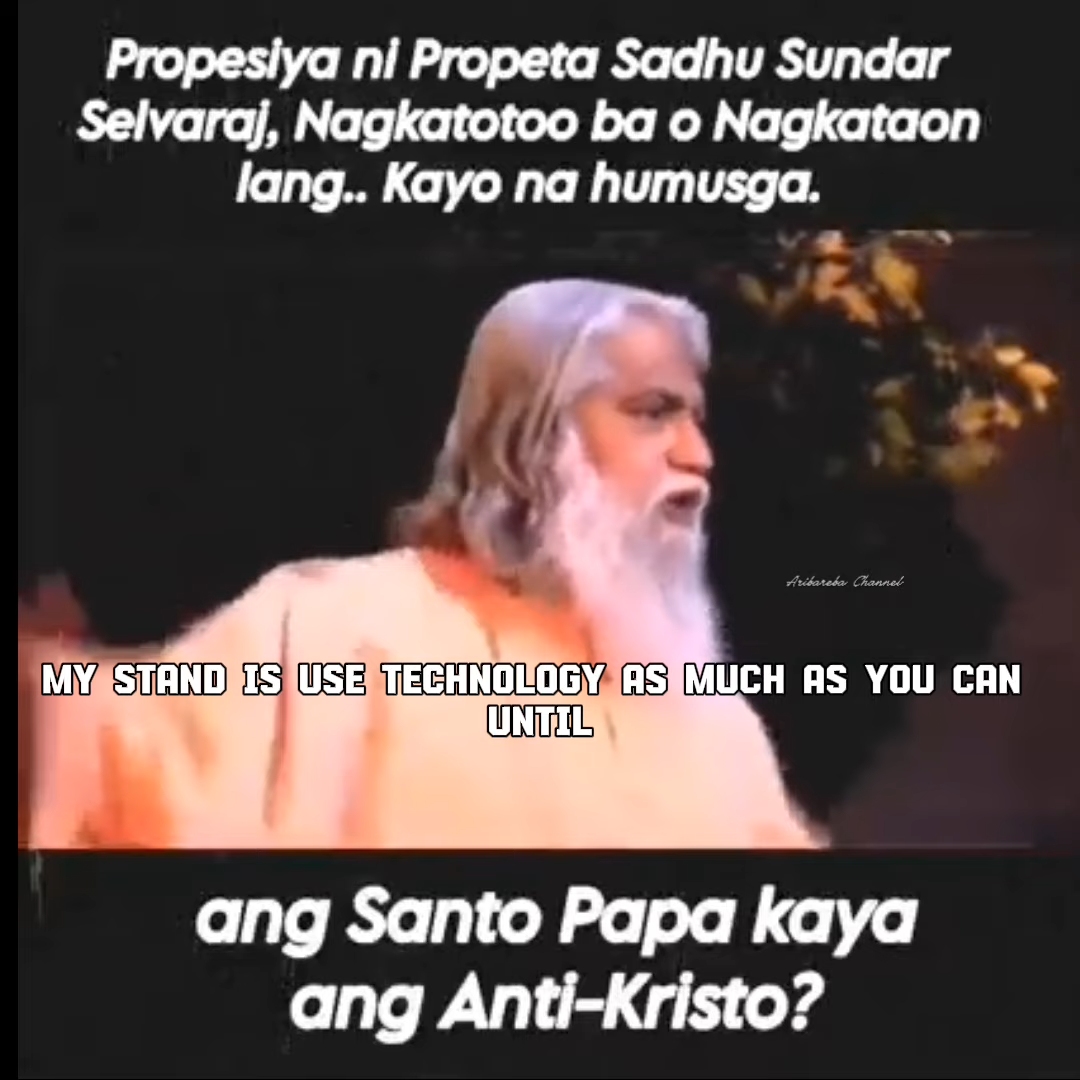 Propesiya ni Propeta Sadhu Sundar
Selvaraj, Nagkatotoo ba o Nagkataon
lang.. Kayo na humusga.
Aribareba Channel
MY STAND IS USE TECHNOLOGY AS MUCH AS YOU CAN
UNTIL
ang Santo Papa kaya
ang Anti-Kristo?